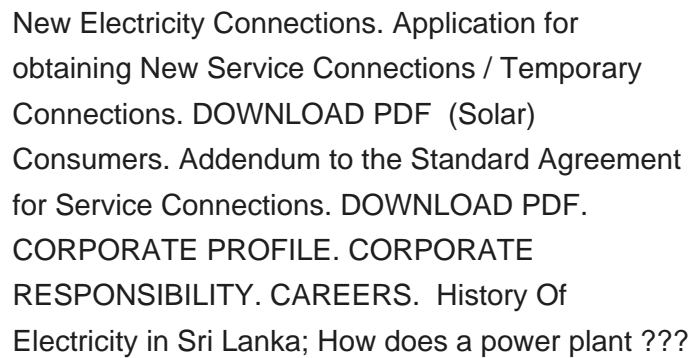 New Electricity Connections. Application for
obtaining New Service Connections / Temporary
Connections. DOWNLOAD PDF  (Solar)
Consumers. Addendum to the Standard Agreement
for Service Connections. DOWNLOAD PDF.
CORPORATE PROFILE. CORPORATE
RESPONSIBILITY. CAREERS.  History Of
Electricity in Sri Lanka; How does a power plant ???